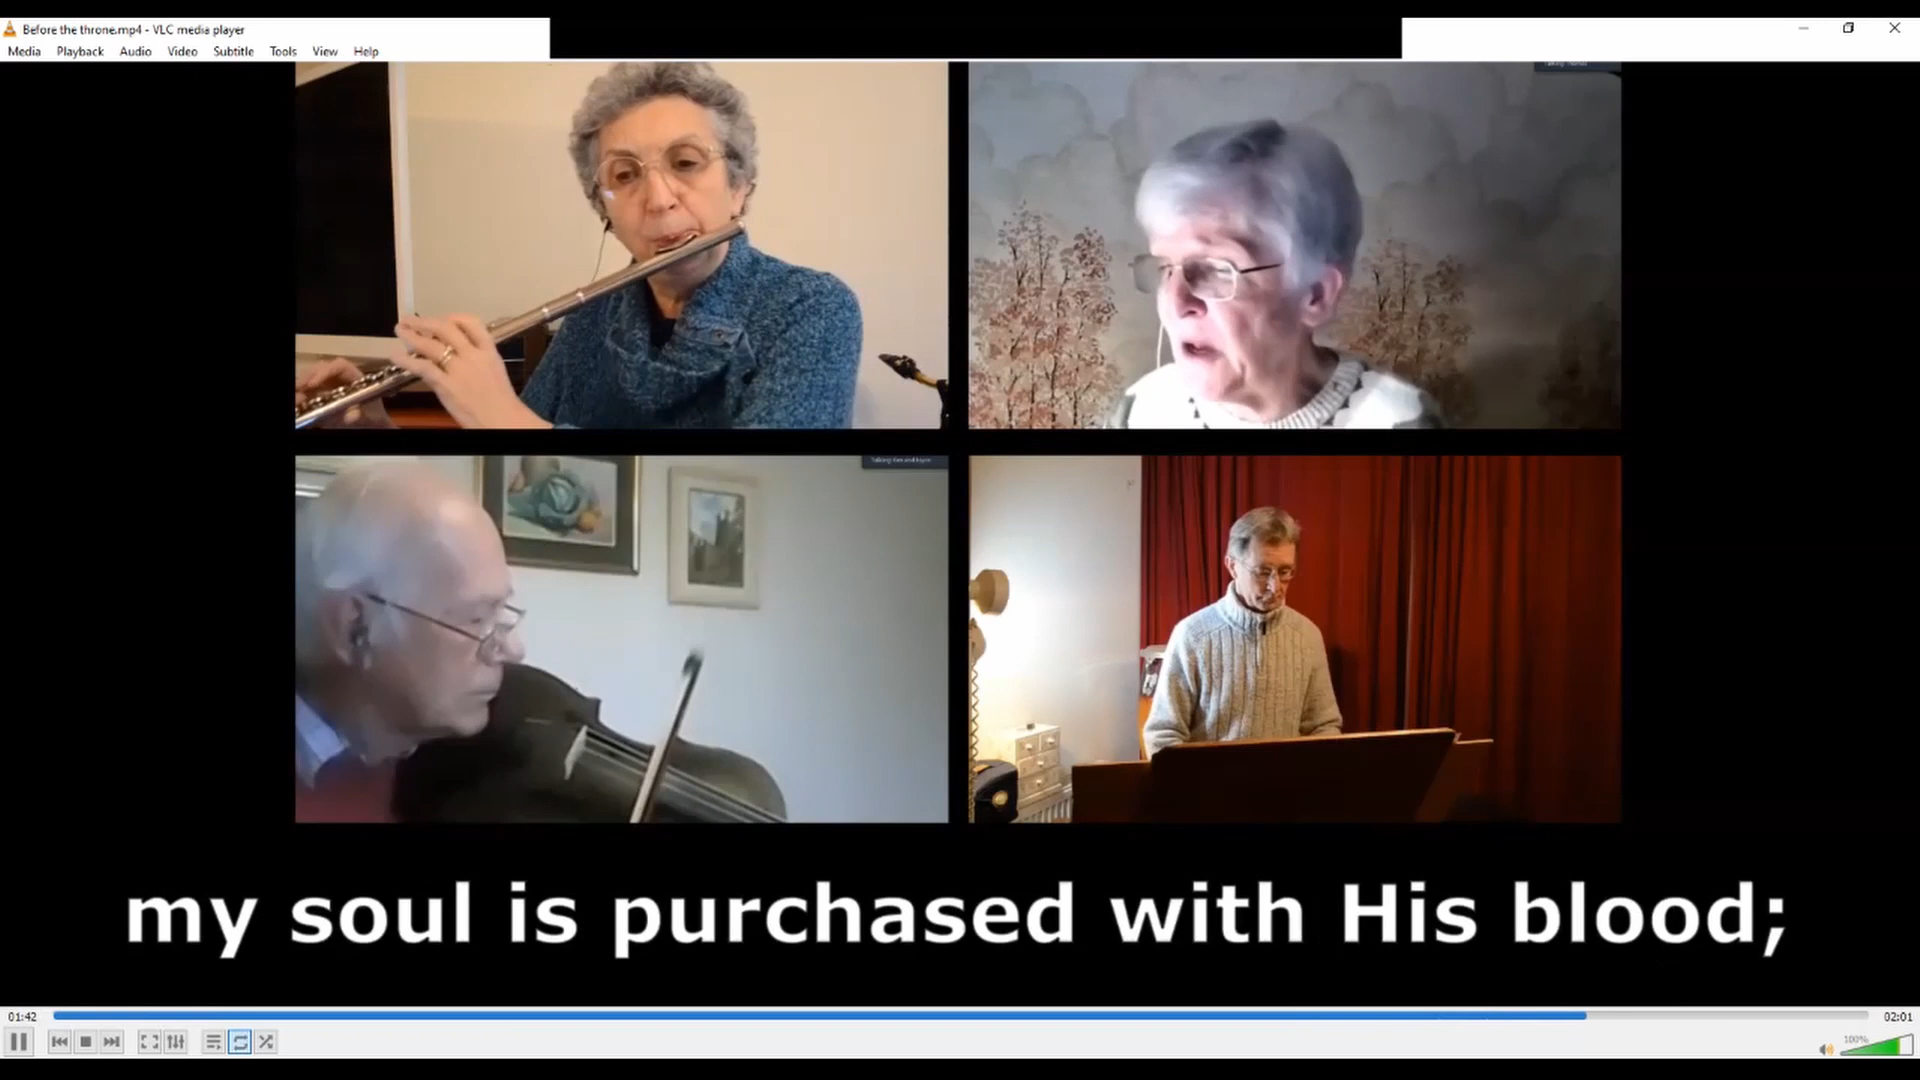 Before the throne.mp4 - VLC media player
Media Playback Audio Video Subtitle Tools View Help
my soul is purchased with His blood;
01:42
02:01
100%